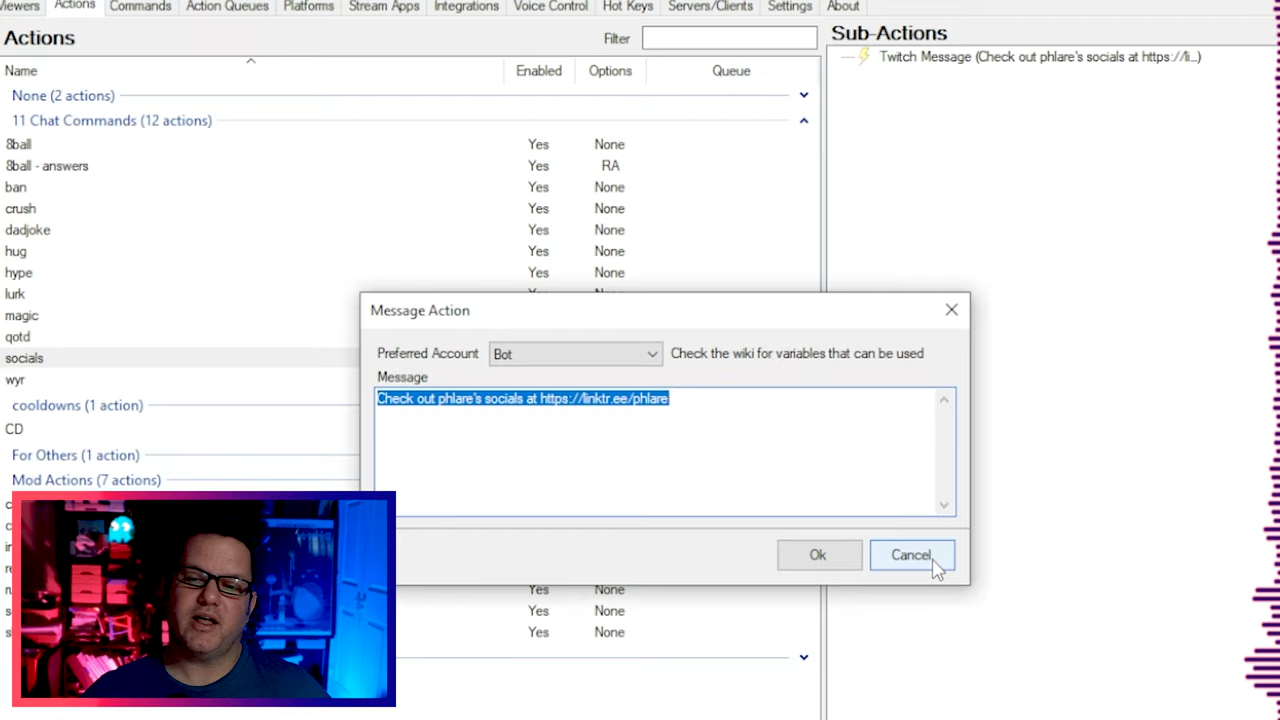 Viewers Actions Commands Action Queues Platforms Stream Apps Integrations Voice Control Hot Keys Servers/Clients Settings About
Actions
Filter
Name Enabled Options Queue
None (2 actions)
11 Chat Commands (12 actions)
8ball Yes None
8ball - answers Yes RA
ban Yes None
crush Yes None
dadjoke Yes None
hug Yes None
hype Yes None
lurk
magic
qotd
socials
wyr
cooldowns (1 action)
CD
For Others (1 action)
Mod Actions (7 actions)
Yes None
Yes None
Yes None
Sub-Actions
Twitch Message (Check out phlare's socials at https://li...)
Message Action
Preferred Account Bot Check the wiki for variables that can be used
Message
Check out phlare's socials at https://linktr.ee/phlare
Ok Cancel